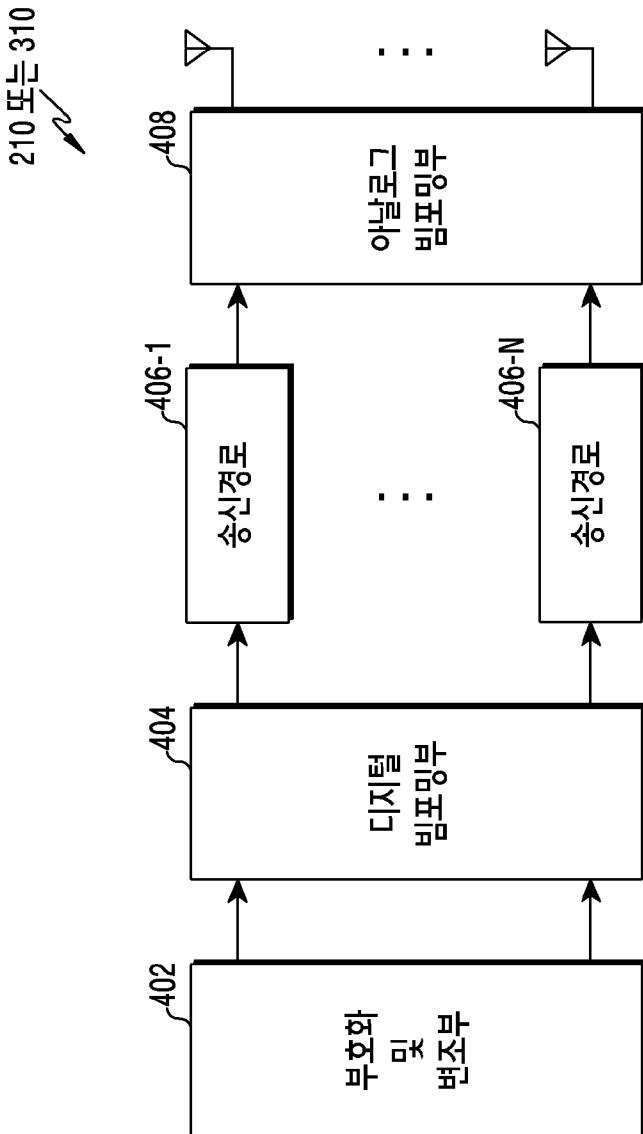 210 또는 310
402
부호화
및
변조부
404
디지털
빔포밍부
406-1
송신경로
...
406-N
송신경로
408
아날로그
빔포밍부
...